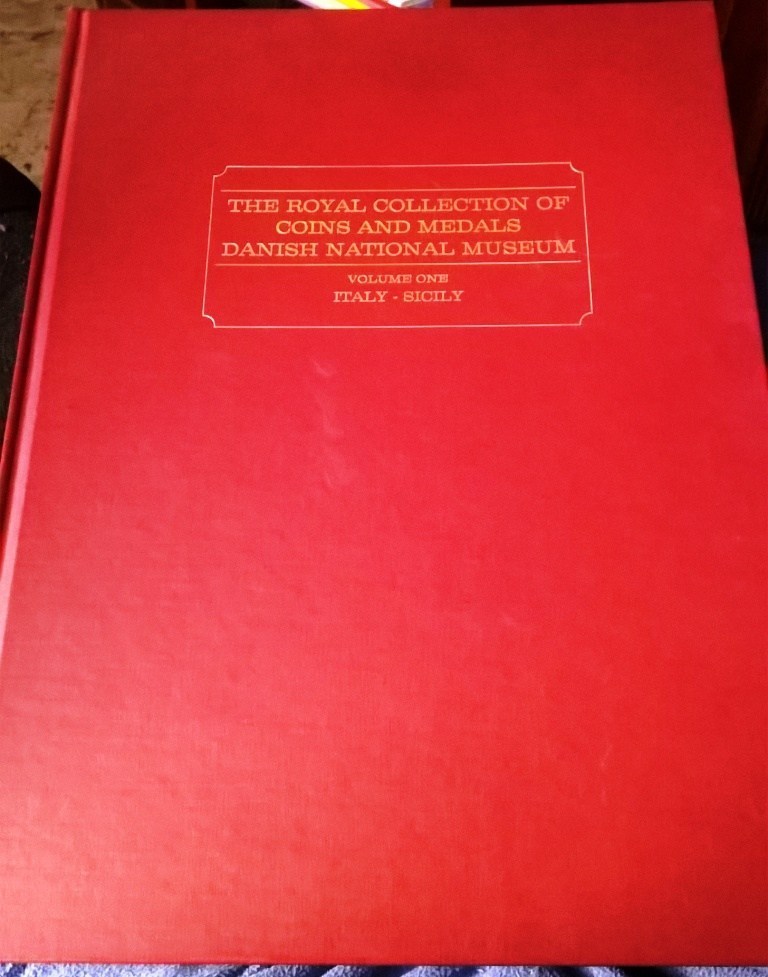 THE ROYAL COLLECTION OF
COINS AND MEDALS
DANISH NATIONAL MUSEUM
VOLUME ONE
ITALY - SICILY